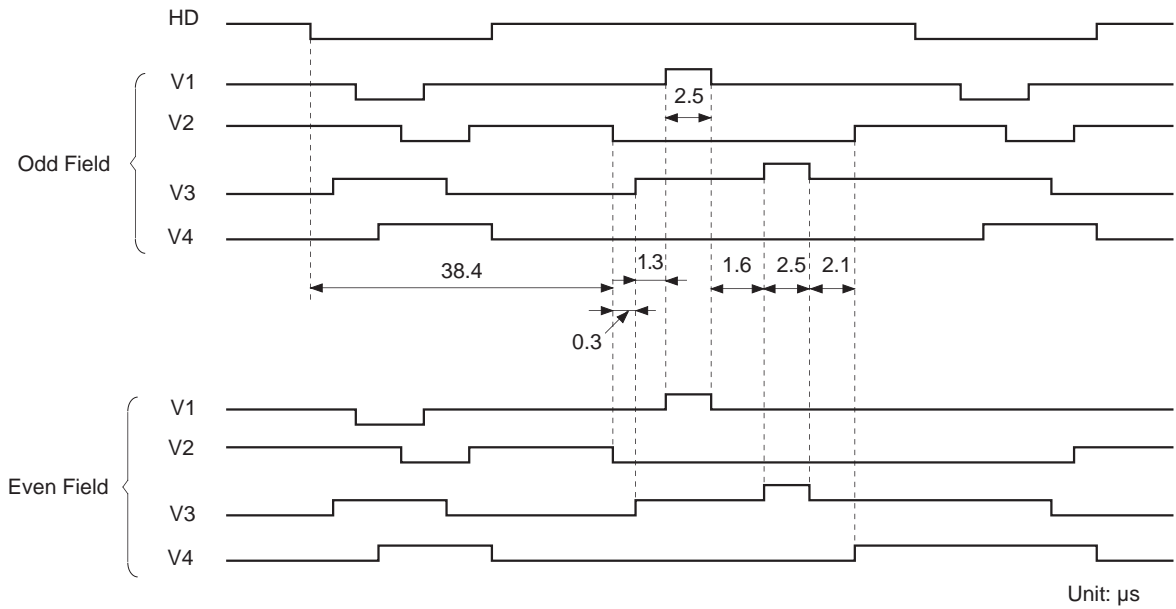 HD
V1
2.5
V2
Odd Field
V3
V4
38.4
1.3
1.6
2.5
2.1
0.3
V1
V2
Even Field
V3
V4
Unit: µs